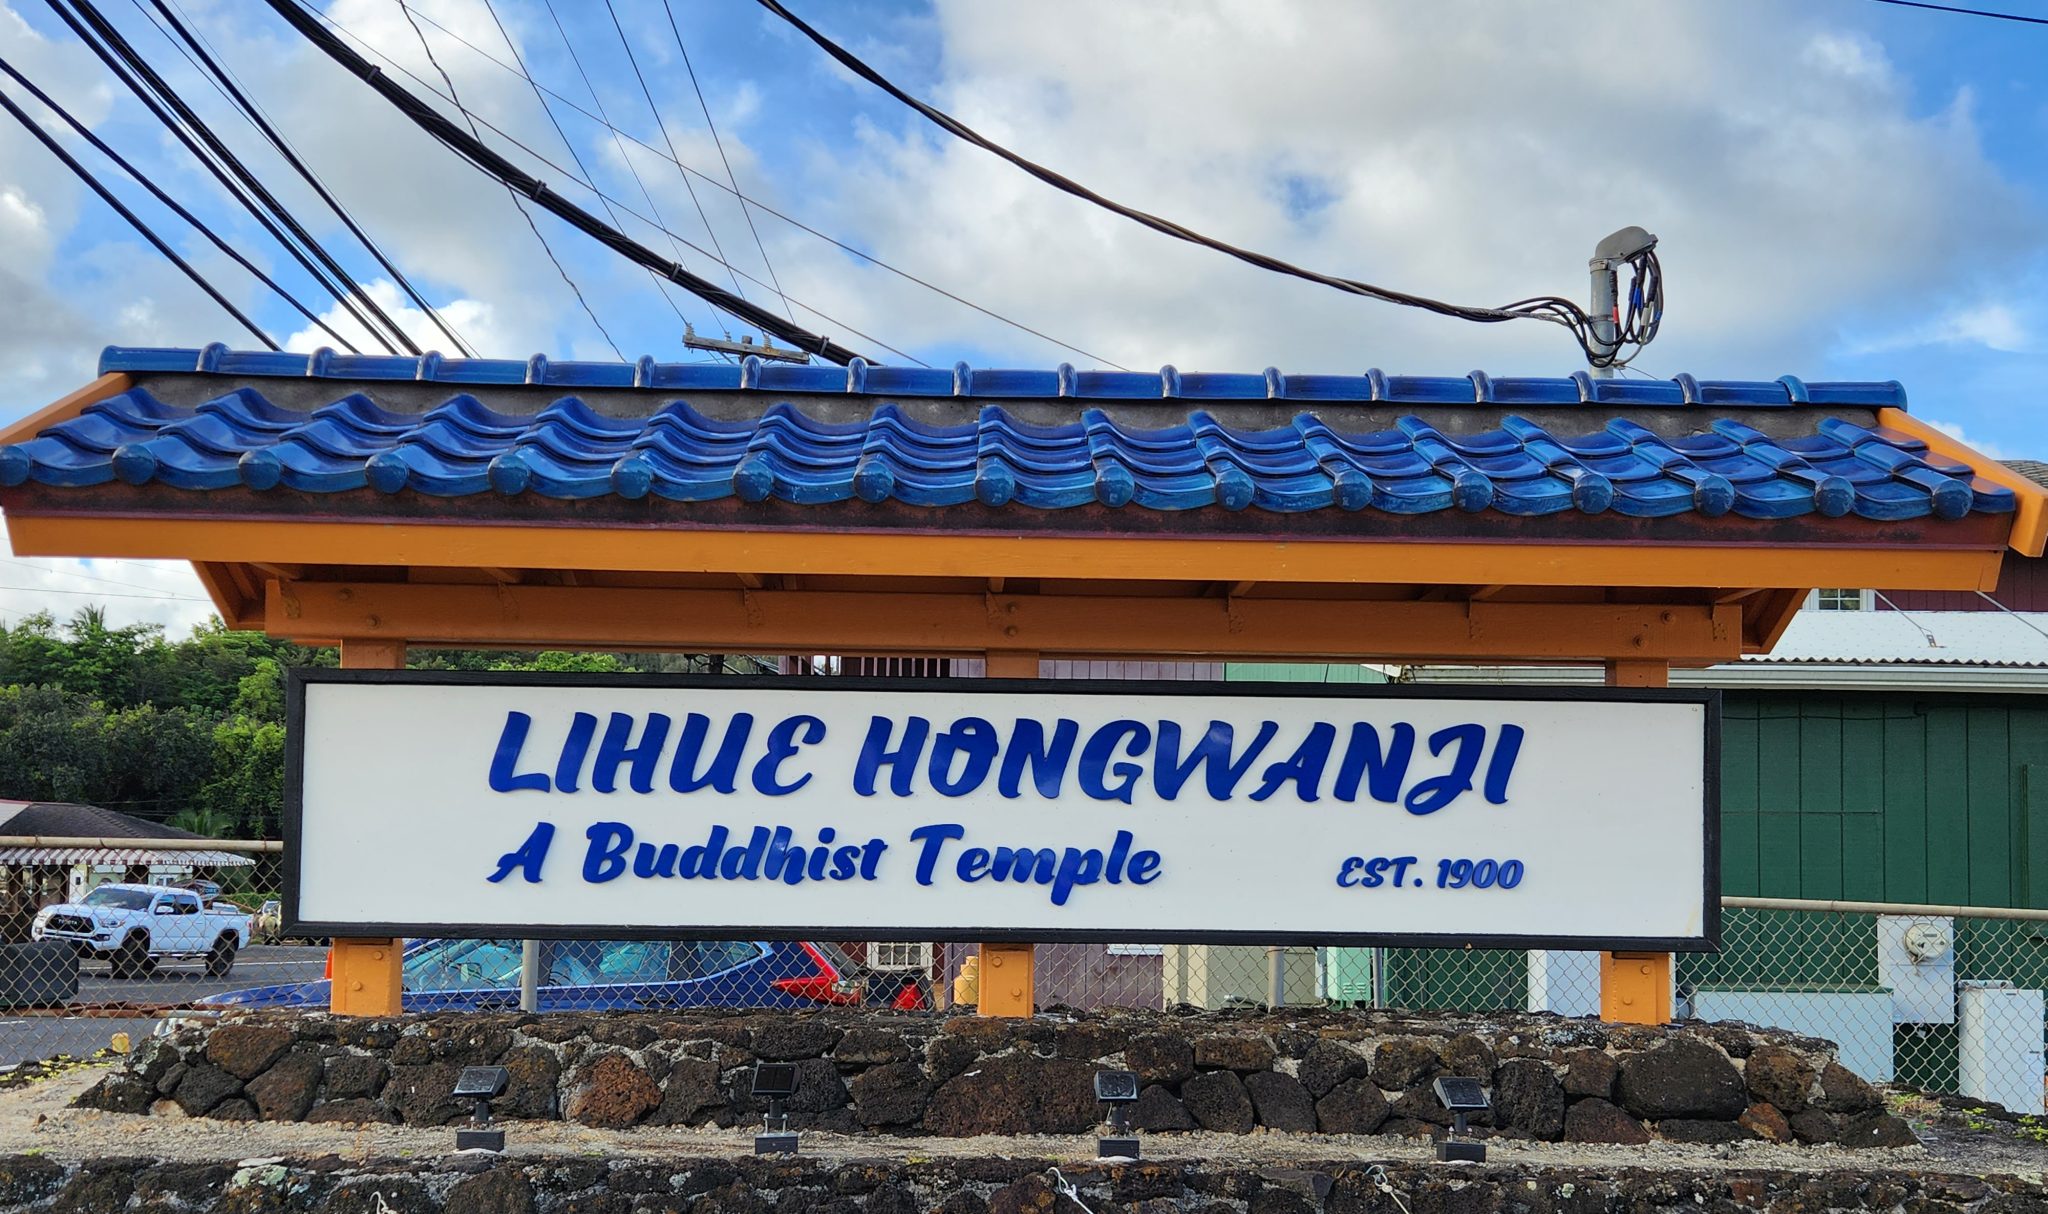 LIHUE HONGWANJI
A Buddhist Temple
EST. 1900